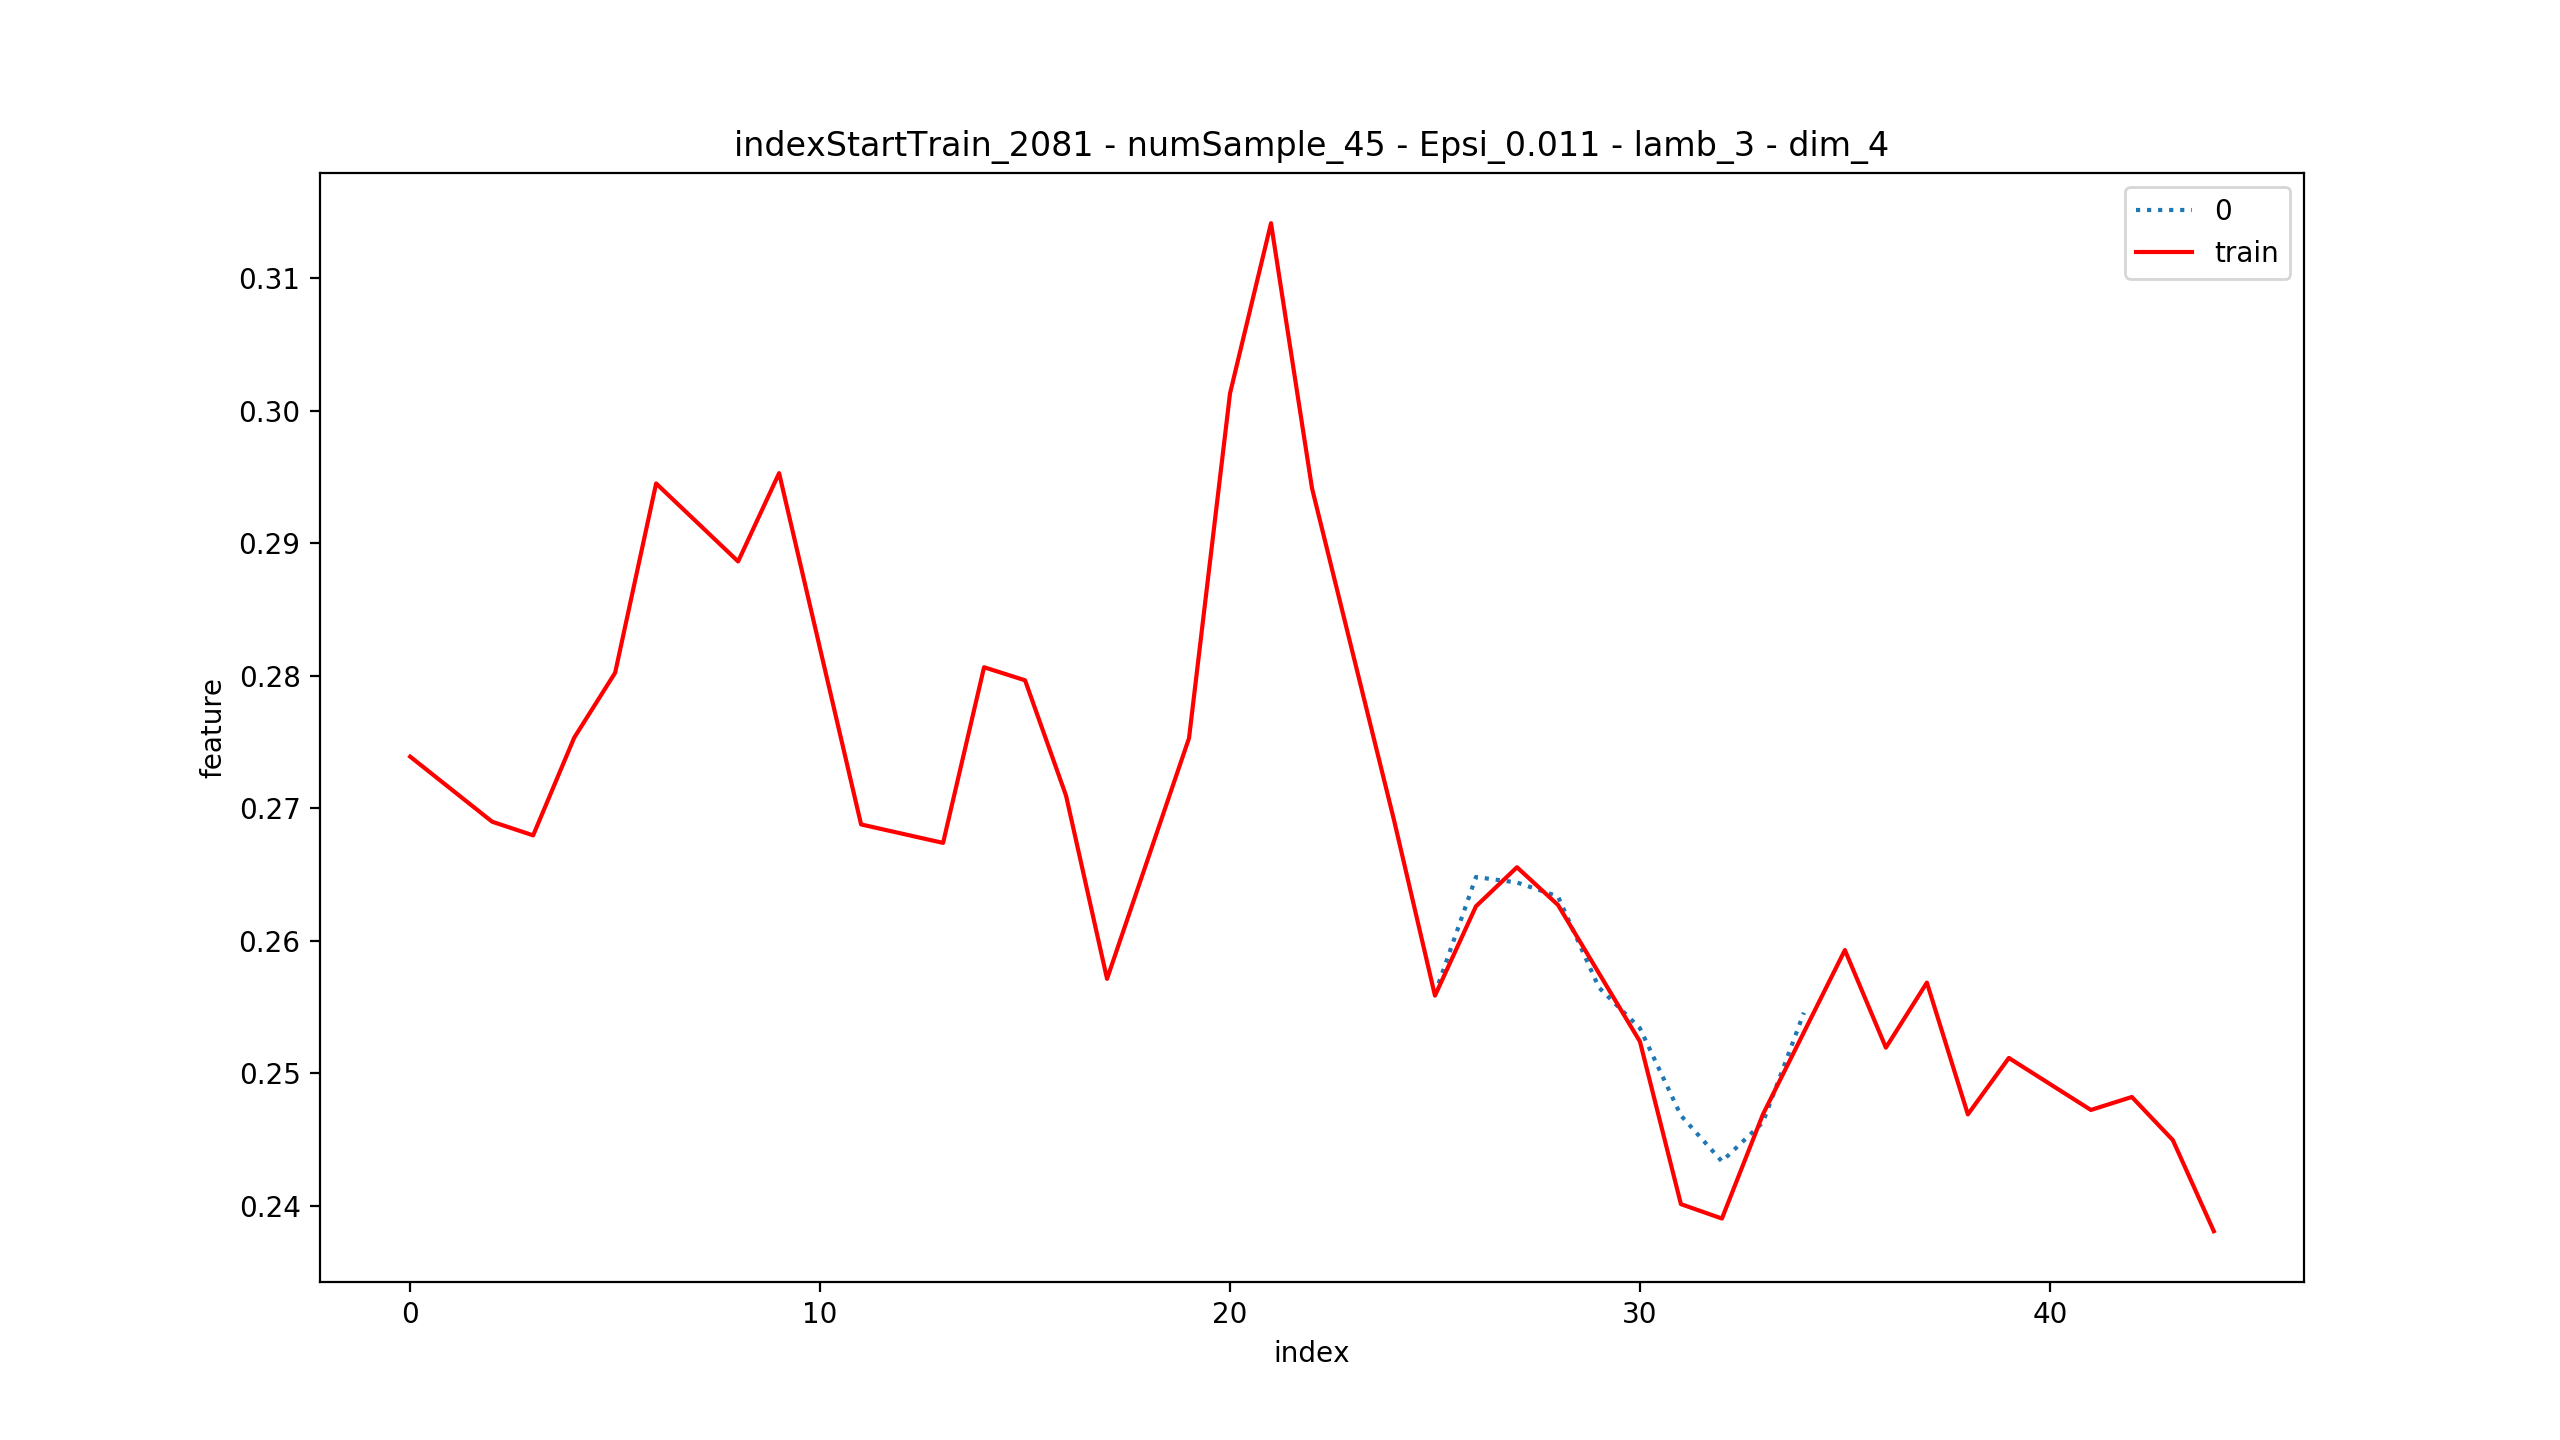 indexStartTrain_2081 - numSample_45 - Epsi_0.011 - lamb_3 - dim_4
0
train
0.31
0.30
0.29
0.28
0.27
0.26
0.25
0.24
feature
0 10 20 30 40
index